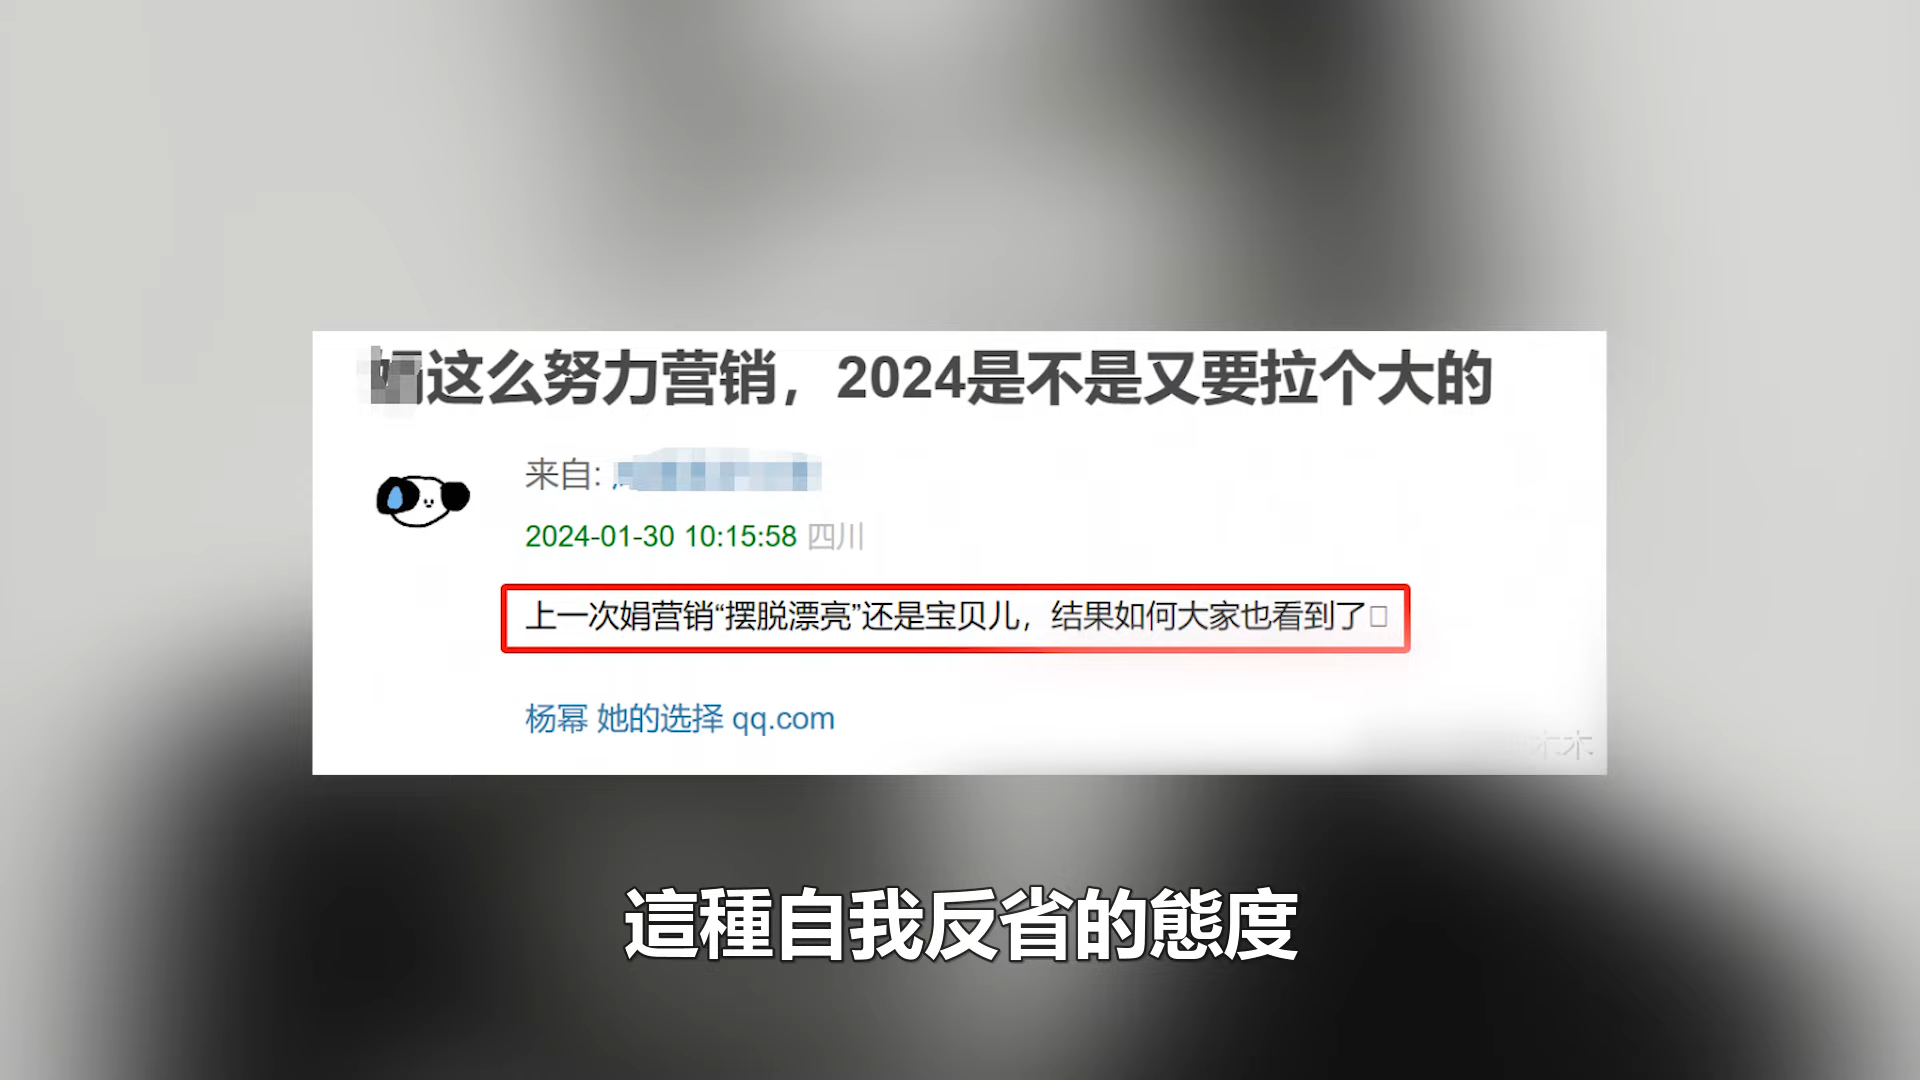 娟这么努力营销，2024是不是又要拉个大的
来自:
2024-01-30 10:15:58 四川
上一次娟营销“摆脱漂亮”还是宝贝儿，结果如何大家也看到了□
杨幂 她的选择 qq.com
木木
這種自我反省的態度